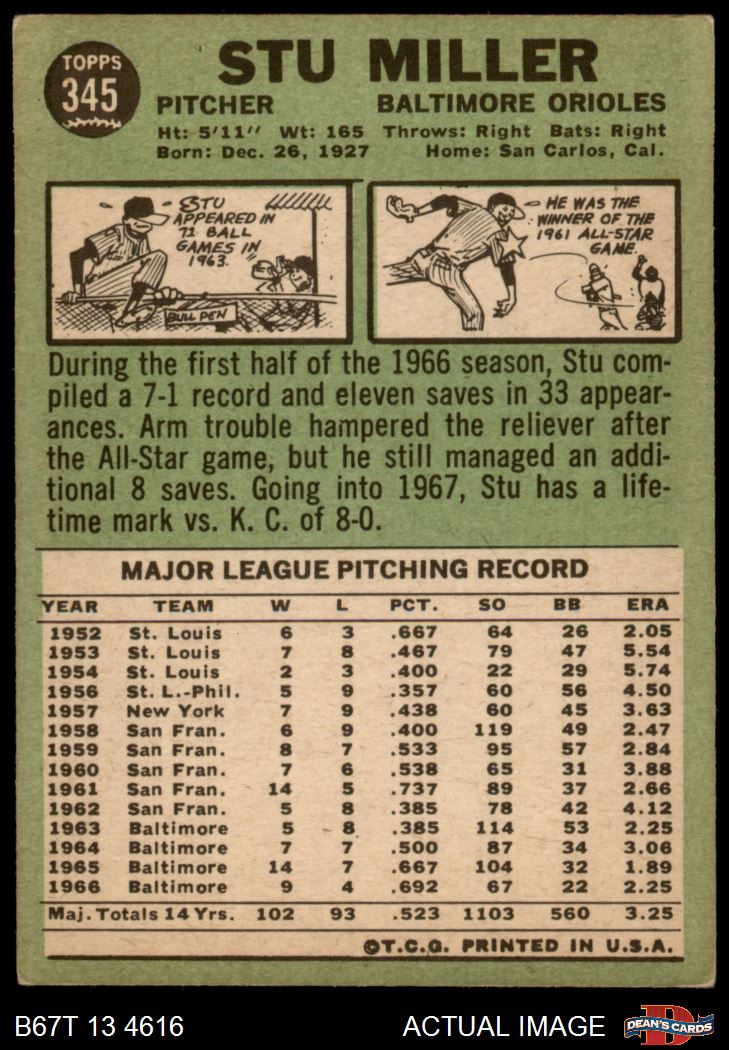 TOPPS
345
STU MILLER
PITCHER BALTIMORE ORIOLES
Ht: 5'11" Wt: 165 Throws: Right Bats: Right
Born: Dec. 26, 1927 Home: San Carlos, Cal.
STU
APPEARED IN
72 BALL
GAMES IN
1963.
BULL PEN
HE WAS THE
WINNER OF THE
1961 ALL-STAR
GAME.
During the first half of the 1966 season, Stu com-
piled a 7-1 record and eleven saves in 33 appear-
ances. Arm trouble hampered the reliever after
the All-Star game, but he still managed an addi-
tional 8 saves. Going into 1967, Stu has a life-
time mark vs. K. C. of 8-0.
MAJOR LEAGUE PITCHING RECORD
YEAR TEAM W L PCT. SO BB ERA
1952 St. Louis 6 3 .667 64 26 2.05
1953 St. Louis 7 8 .467 79 47 5.54
1954 St. Louis 2 3 .400 22 29 5.74
1956 St. L.-Phil. 5 9 .357 60 56 4.50
1957 New York 7 9 .438 60 45 3.63
1958 San Fran. 6 9 .400 119 49 2.47
1959 San Fran. 8 7 .533 95 57 2.84
1960 San Fran. 7 6 .538 65 31 3.88
1961 San Fran. 14 5 .737 89 37 2.66
1962 San Fran. 5 8 .385 78 42 4.12
1963 Baltimore 5 8 .385 114 53 2.25
1964 Baltimore 7 7 .500 87 34 3.06
1965 Baltimore 14 7 .667 104 32 1.89
1966 Baltimore 9 4 .692 67 22 2.25
Maj. Totals 14 Yrs. 102 93 .523 1103 560 3.25
©T.C.G. PRINTED IN U.S.A.
B67T 13 4616 ACTUAL IMAGE
D
DEAN'S CARDS